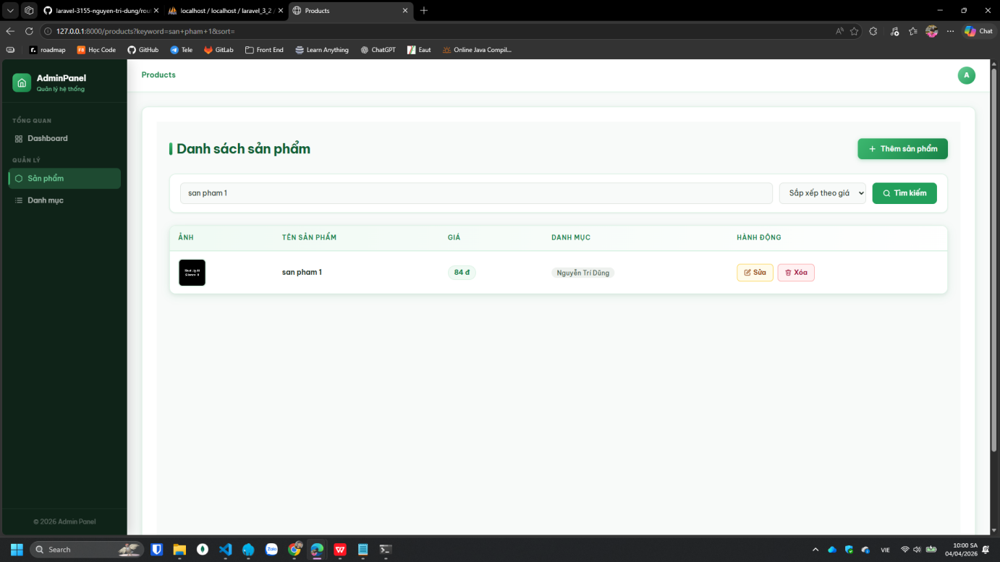 laravel-3155-nguyen-tri-dung/rout
localhost / localhost / laravel_3_2 /
Products
127.0.0.1:8000/products?keyword=san+pham+1&sort=
Chat
roadmap
Học Code
GitHub
Tele
GitLab
Front End
Learn Anything
ChatGPT
Eaut
Online Java Compil...
AdminPanel
Quản lý hệ thống
Products
A
TỔNG QUAN
Dashboard
QUẢN LÝ
Sản phẩm
Danh mục
Danh sách sản phẩm
+ Thêm sản phẩm
san pham 1
Sắp xếp theo giá
Tìm kiếm
ẢNH TÊN SẢN PHẨM GIÁ DANH MỤC HÀNH ĐỘNG
san pham 1 84 đ Nguyễn Trí Dũng Sửa Xóa
© 2026 Admin Panel
Search
Zalo
VIE
10:00 SA
04/04/2026